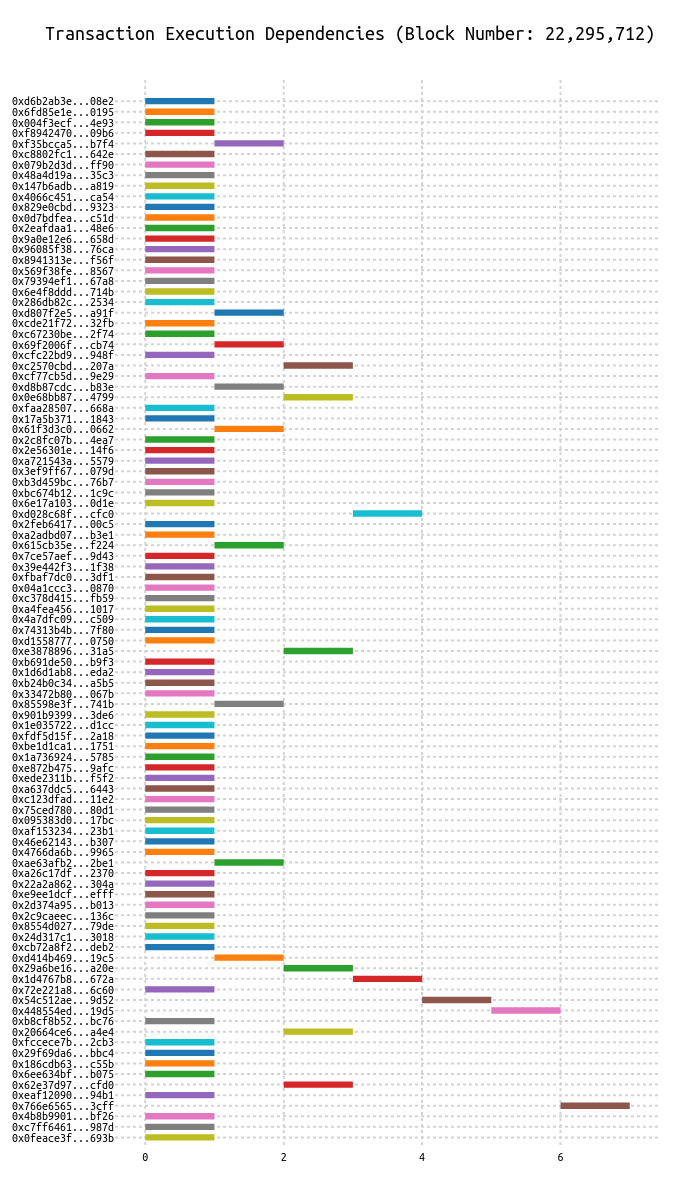 Transaction Execution Dependencies (Block Number: 22,295,712)
0xd6b2ab3e...08e2
0x6fd85e1e...0195
0x004f3ecf...4e93
0xf8942470...09b6
0xf35bcca5...b7f4
0xc8802fc1...642e
0x079b2d3d...ff90
0x48a4d19a...35c3
0x147b6adb...a819
0x4066c451...ca54
0x829e0cbd...9323
0x0d7bdfea...c51d
0x2eafdaa1...48e6
0x9a0e12e6...658d
0x96085f38...76ca
0x8941313e...f56f
0x569f38fe...8567
0x79394ef1...67a8
0x6e4f8ddd...714b
0x286db82c...2534
0xd807f2e5...a91f
0xcde21f72...32fb
0xc67230be...2f74
0x69f2006f...cb74
0xcfc22bd9...948f
0xc2570cbd...207a
0xcf77cb5d...9e29
0xd8b87cdc...b83e
0x0e68bb87...4799
0xfaa28507...668a
0x17a5b371...1843
0x61f3d3c0...0662
0x2c8fc07b...4ea7
0x2e56301e...14f6
0xa721543a...5579
0x3ef9ff67...079d
0xb3d459bc...76b7
0xbc674b12...1c9c
0x6e17a103...0d1e
0xd028c68f...cfc0
0x2feb6417...00c5
0xa2adbd07...b3e1
0x615cb35e...f224
0x7ce57aef...9d43
0x39e442f3...1f38
0xfbaf7dc0...3df1
0x04a1ccc3...0870
0xc378d415...fb59
0xa4fea456...1017
0x4a7dfc09...c509
0x74313b4b...7f80
0xd1558777...0750
0xe3878896...31a5
0xb691de50...b9f3
0x1d6d1ab8...eda2
0xb24b0c34...a5b5
0x33472b80...067b
0x85598e3f...741b
0x901b9399...3de6
0x1e035722...d1cc
0xfdf5d15f...2a18
0xbe1d1ca1...1751
0x1a736924...5785
0xe872b475...9afc
0xede2311b...f5f2
0xa637ddc5...6443
0xc123dfad...11e2
0x75ced780...80d1
0x095383d0...17bc
0xaf153234...23b1
0x46e62143...b307
0x4766da6b...9965
0xae63afb2...2be1
0xa26c17df...2370
0x22a2a862...304a
0xe9ee1dcf...efff
0x2d374a95...b013
0x2c9caeec...136c
0x8554d027...79de
0x24d317c1...3018
0xcb72a8f2...deb2
0xd414b469...19c5
0x29a6be16...a20e
0x1d4767b8...672a
0x72e221a8...6c60
0x54c512ae...9d52
0x448554ed...19d5
0xb8cf8b52...bc76
0x20664ce6...a4e4
0xfccece7b...2cb3
0x29f69da6...bbc4
0x186cdb63...c55b
0x6ee634bf...b075
0x62e37d97...cfd0
0xeaf12090...94b1
0x766e6565...3cff
0x4b8b9901...bf26
0xc7ff6461...987d
0x0feace3f...693b
0 2 4 6